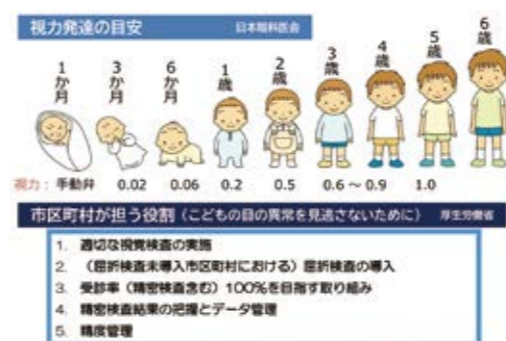 視力発達の目安 日本眼科医会
1か月 3か月 6か月 1歳 2歳 3歳 4歳 5歳 6歳
視力： 手動弁 0.02 0.06 0.2 0.5 0.6 ～ 0.9 1.0
市区町村が担う役割（こどもの目の異常を見逃さないために） 厚生労働省
1. 適切な視覚検査の実施
2. （屈折検査未導入市区町村における）屈折検査の導入
3. 受診率（精密検査含む）100％を目指す取り組み
4. 精密検査結果の把握とデータ管理
5. 精度管理